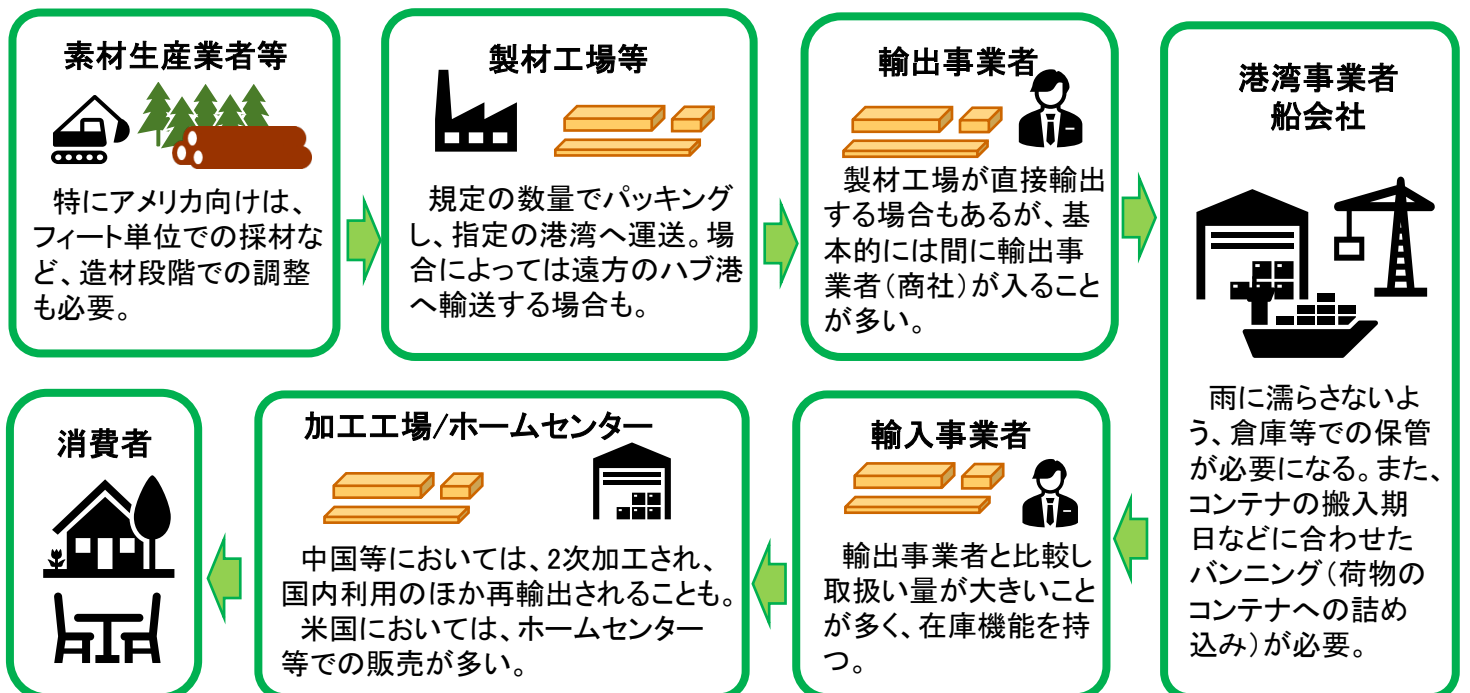 素材生産業者等
特にアメリカ向けは、
フィート単位での採材な
ど、造材段階での調整
も必要。
製材工場等
規定の数量でパッキング
し、指定の港湾へ運送。場
合によっては遠方のハブ港
へ輸送する場合も。
輸出事業者
製材工場が直接輸出
する場合もあるが、基
本的には間に輸出事
業者(商社)が入ること
が多い。
港湾事業者
船会社
雨に濡らさないよ
う、倉庫等での保管
が必要になる。また、
コンテナの搬入期
日などに合わせた
バンニング(荷物の
コンテナへの詰め
込み)が必要。
輸入事業者
輸出事業者と比較し
取扱い量が大きいこと
が多く、在庫機能を持
つ。
加工工場/ホームセンター
中国等においては、2次加工され、
国内利用のほか再輸出されることも。
米国においては、ホームセンター
等での販売が多い。
消費者